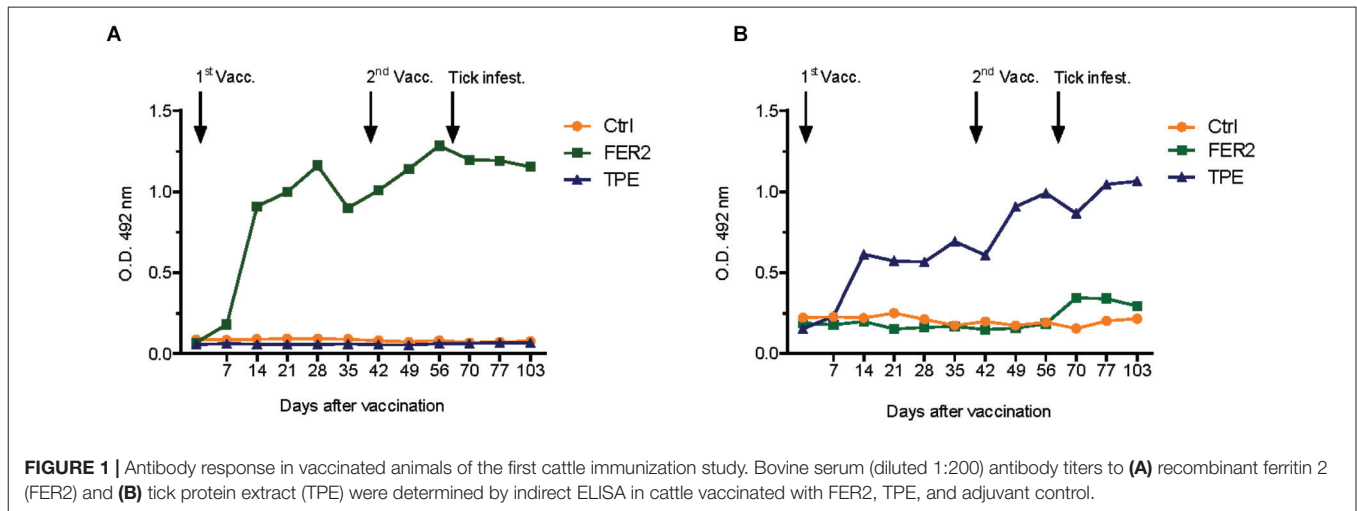 A
1st Vacc.
2nd Vacc.
Tick infest.
1.5
1.0
0.5
0.0
O.D. 492 nm
7 14 21 28 35 42 49 56 70 77 103
Days after vaccination
Ctrl
FER2
TPE
B
1st Vacc.
2nd Vacc.
Tick infest.
1.5
1.0
0.5
0.0
O.D. 492 nm
7 14 21 28 35 42 49 56 70 77 103
Days after vaccination
Ctrl
FER2
TPE
FIGURE 1 | Antibody response in vaccinated animals of the first cattle immunization study. Bovine serum (diluted 1:200) antibody titers to (A) recombinant ferritin 2
(FER2) and (B) tick protein extract (TPE) were determined by indirect ELISA in cattle vaccinated with FER2, TPE, and adjuvant control.